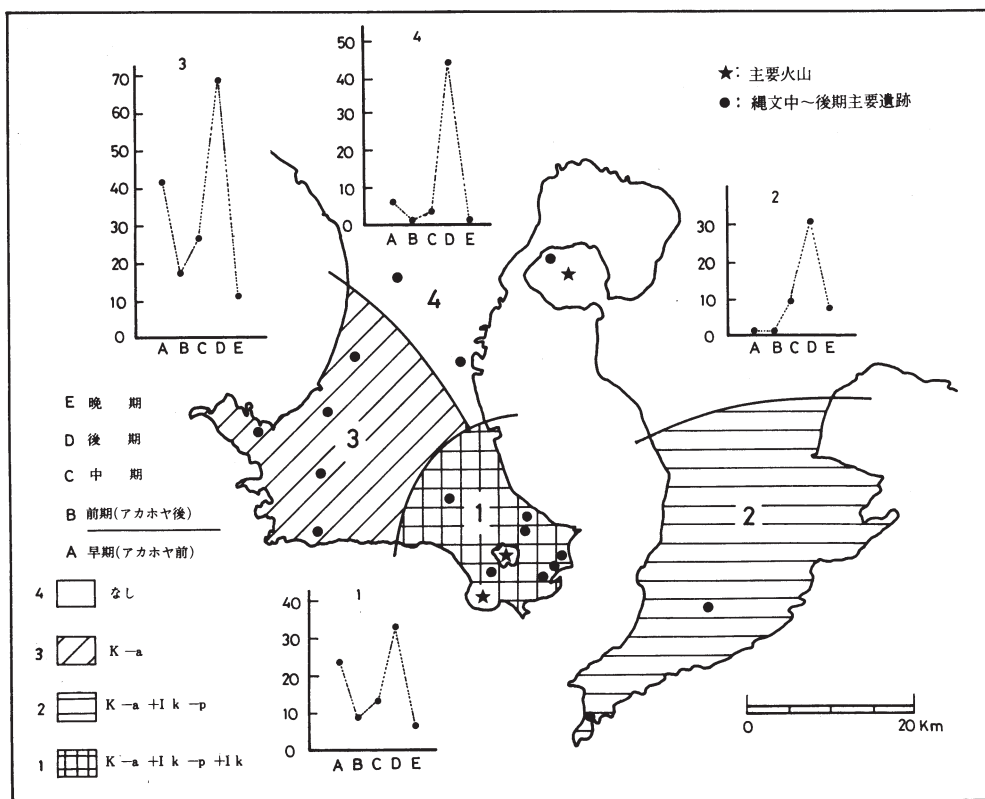 3
70
60
50
40
30
20
10
0
A B C D E
4
50
40
30
20
10
0
A B C D E
★: 主要火山
●: 縄文中〜後期主要遺跡
2
30
20
10
0
A B C D E
4
3
1
2
E 晩 期
D 後 期
C 中 期
B 前期(アカホヤ後)
A 早期(アカホヤ前)
4 なし
3 K-a
2 K-a+Ik-p
1 K-a+Ik-p+Ik
1
40
30
20
10
0
A B C D E
0 20 Km